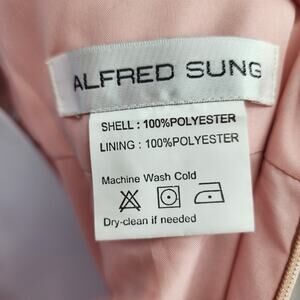 ALFRED SUNG
SHELL : 100%POLYESTER
LINING : 100%POLYESTER
Machine Wash Cold
Dry-clean if needed